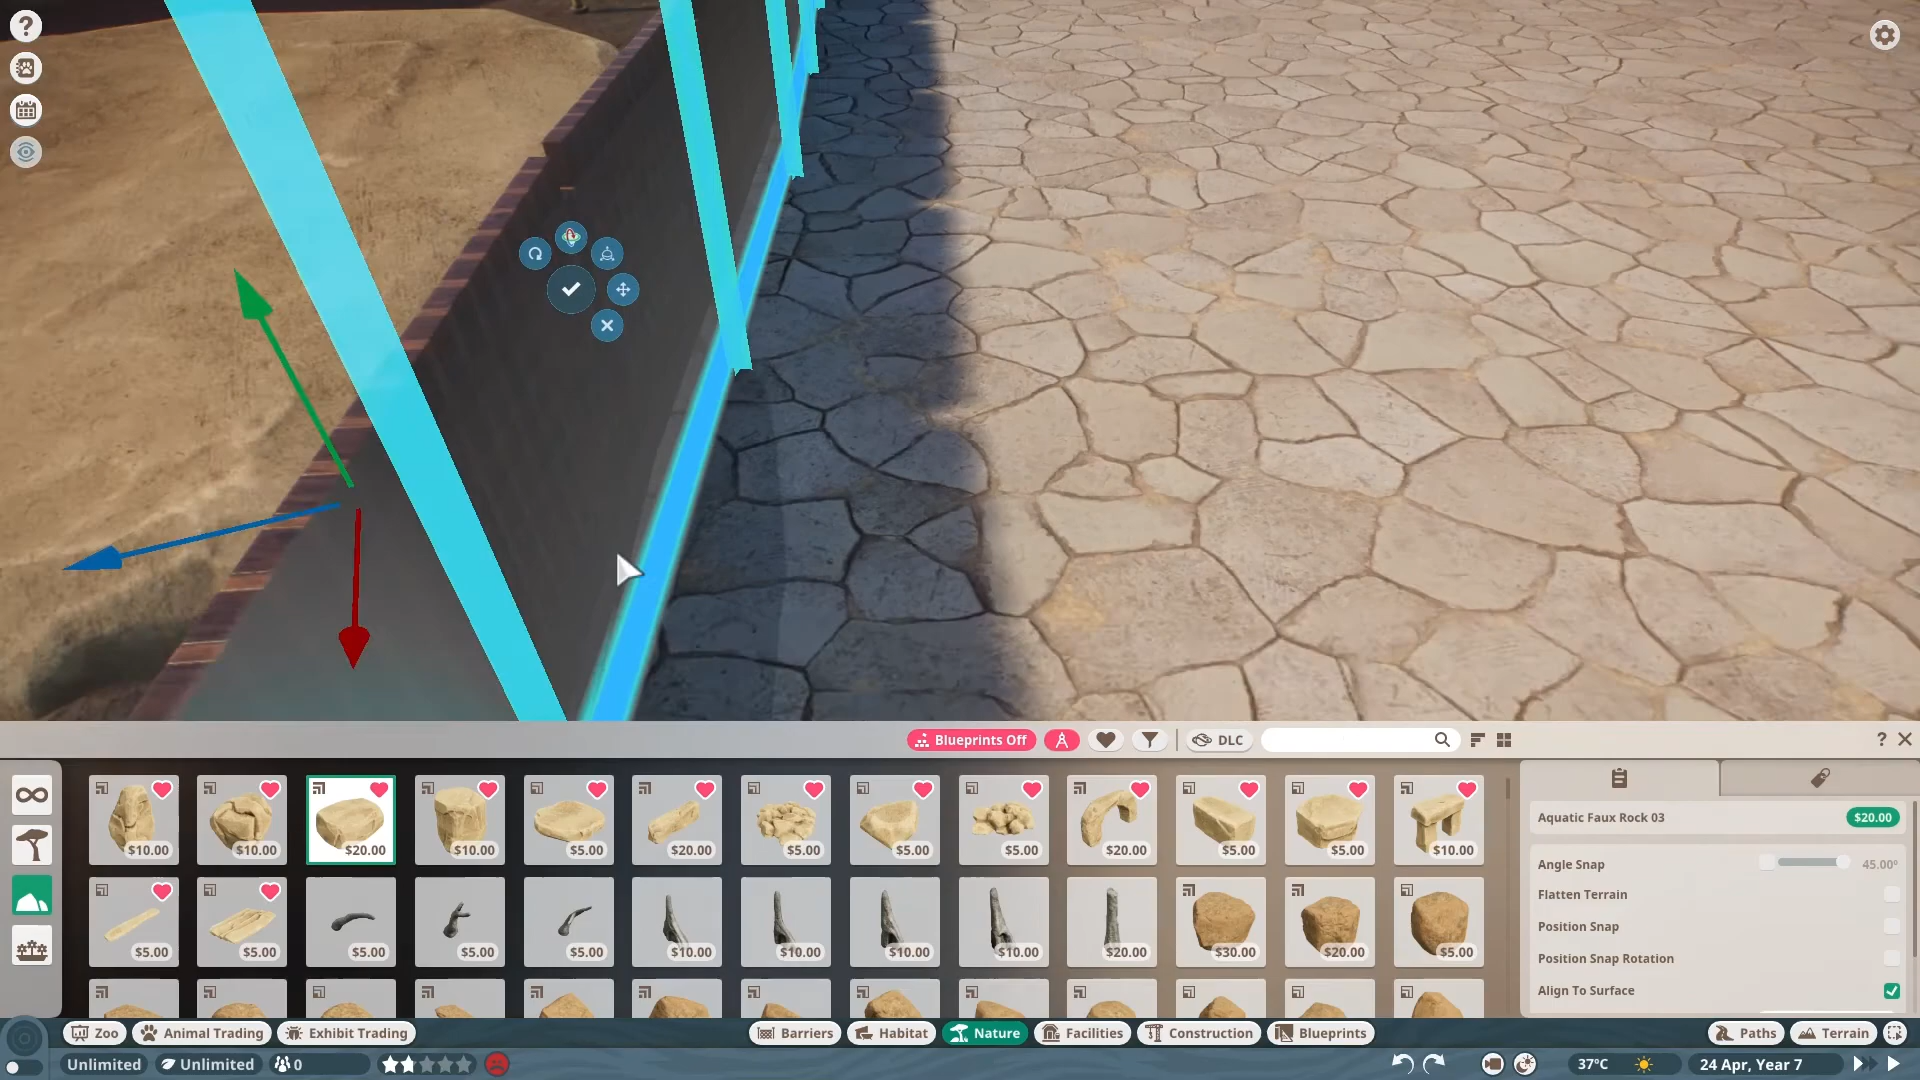 Blueprints Off
DLC
$10.00 $10.00 $20.00 $10.00 $5.00 $20.00 $5.00 $5.00 $5.00 $20.00 $5.00 $5.00 $10.00
$5.00 $5.00 $5.00 $5.00 $5.00 $10.00 $10.00 $10.00 $10.00 $20.00 $30.00 $20.00 $5.00
Aquatic Faux Rock 03 $20.00
Angle Snap 45.00°
Flatten Terrain
Position Snap
Position Snap Rotation
Align To Surface
Zoo Animal Trading Exhibit Trading Barriers Habitat Nature Facilities Construction Blueprints Paths Terrain
Unlimited Unlimited 0 37°C 24 Apr, Year 7